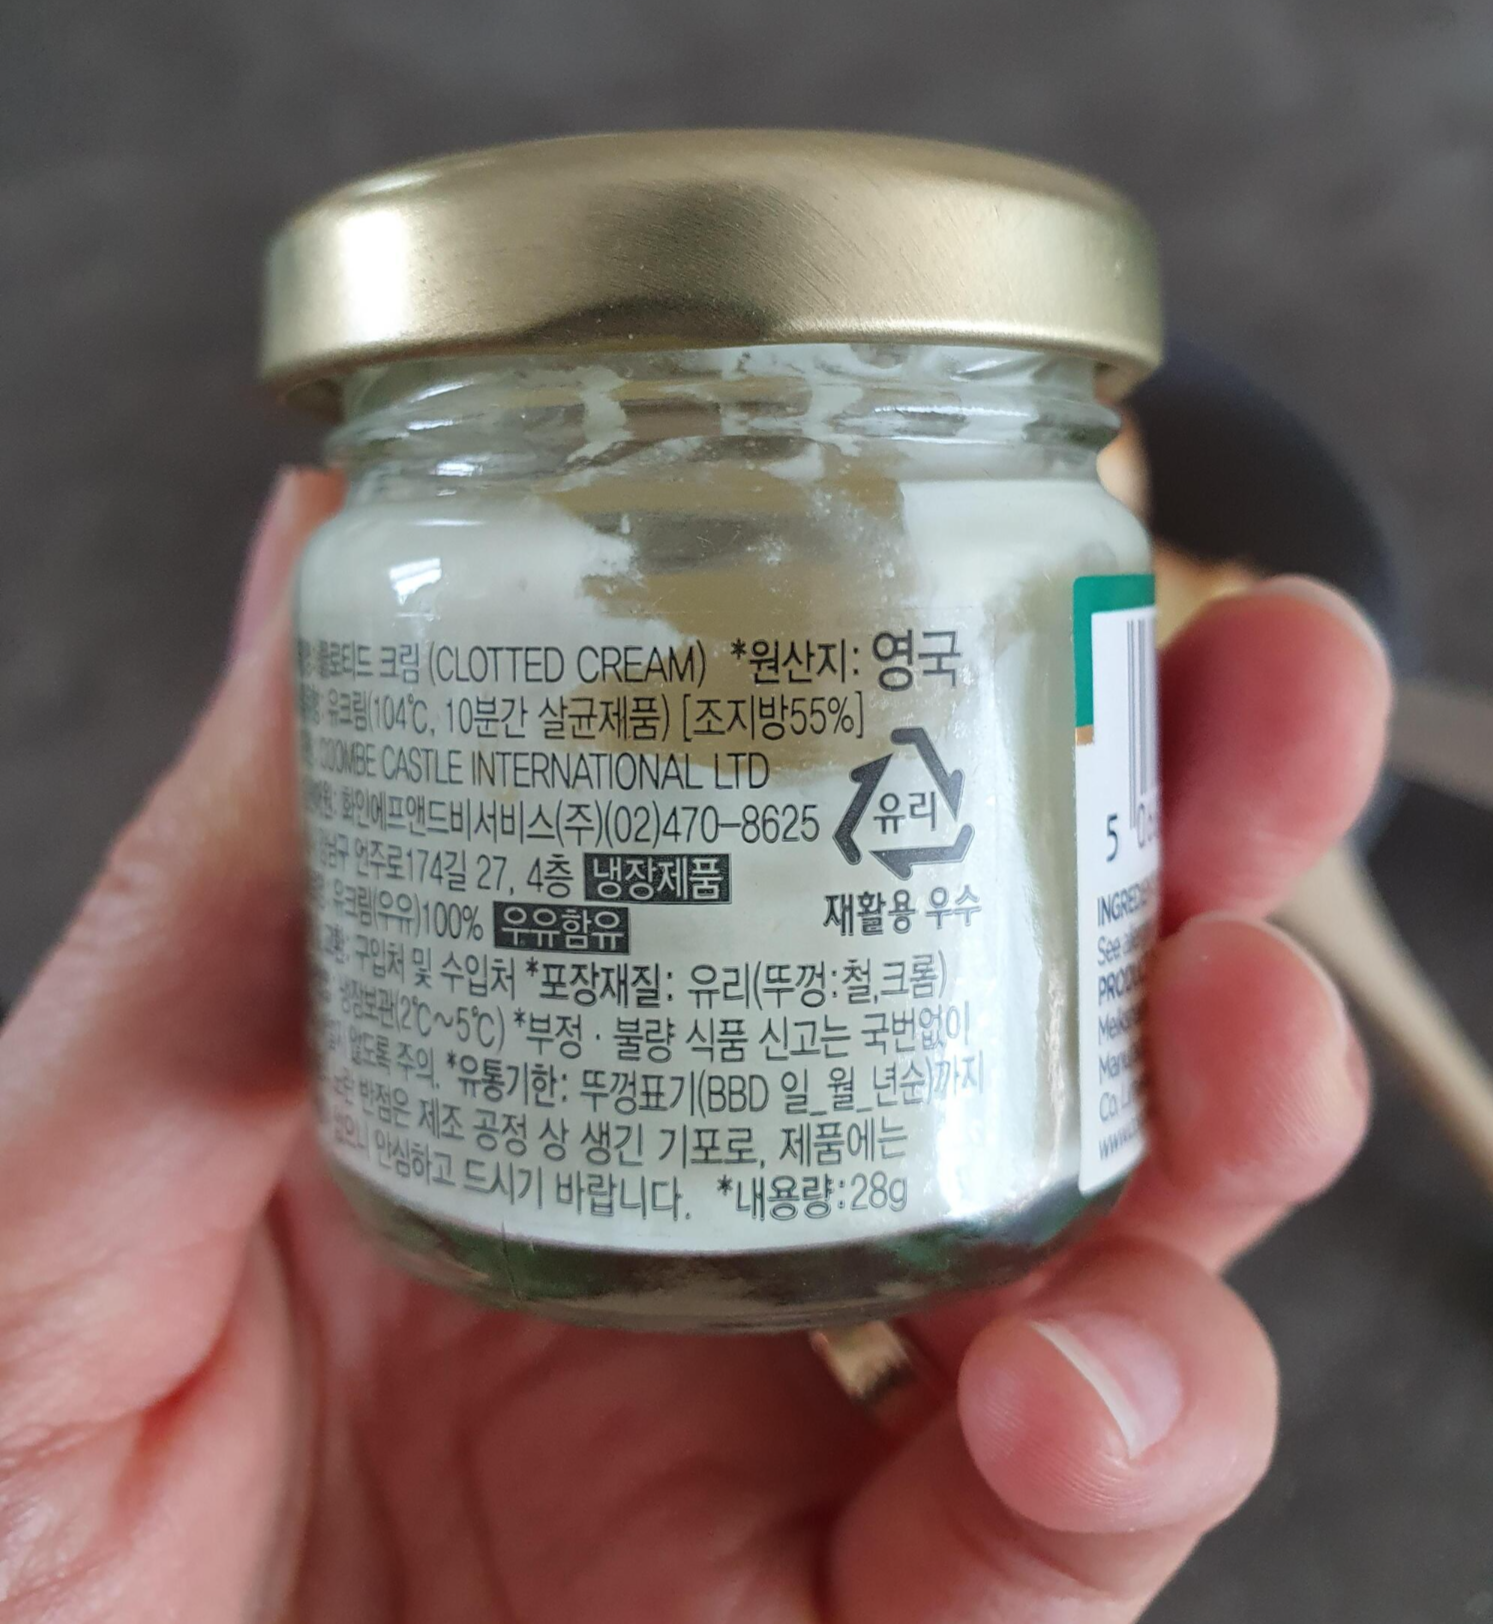 클로티드 크림 (CLOTTED CREAM) *원산지: 영국
유크림(104℃, 10분간 살균제품) [조지방55%]
COOMBE CASTLE INTERNATIONAL LTD
화인에프앤드비서비스(주)(02)470-8625
유리
강남구 언주로174길 27, 4층 냉장제품
재활용 우수
유크림(우유)100% 우유함유
구입처 및 수입처 *포장재질: 유리(뚜껑:철,크롬)
냉장보관(2℃~5℃) *부정·불량 식품 신고는 국번없이
않도록 주의. *유통기한: 뚜껑표기(BBD 일_월_년순)까지
반점은 제조 공정 상 생긴 기포로, 제품에는
안심하고 드시기 바랍니다. *내용량:28g
5
See